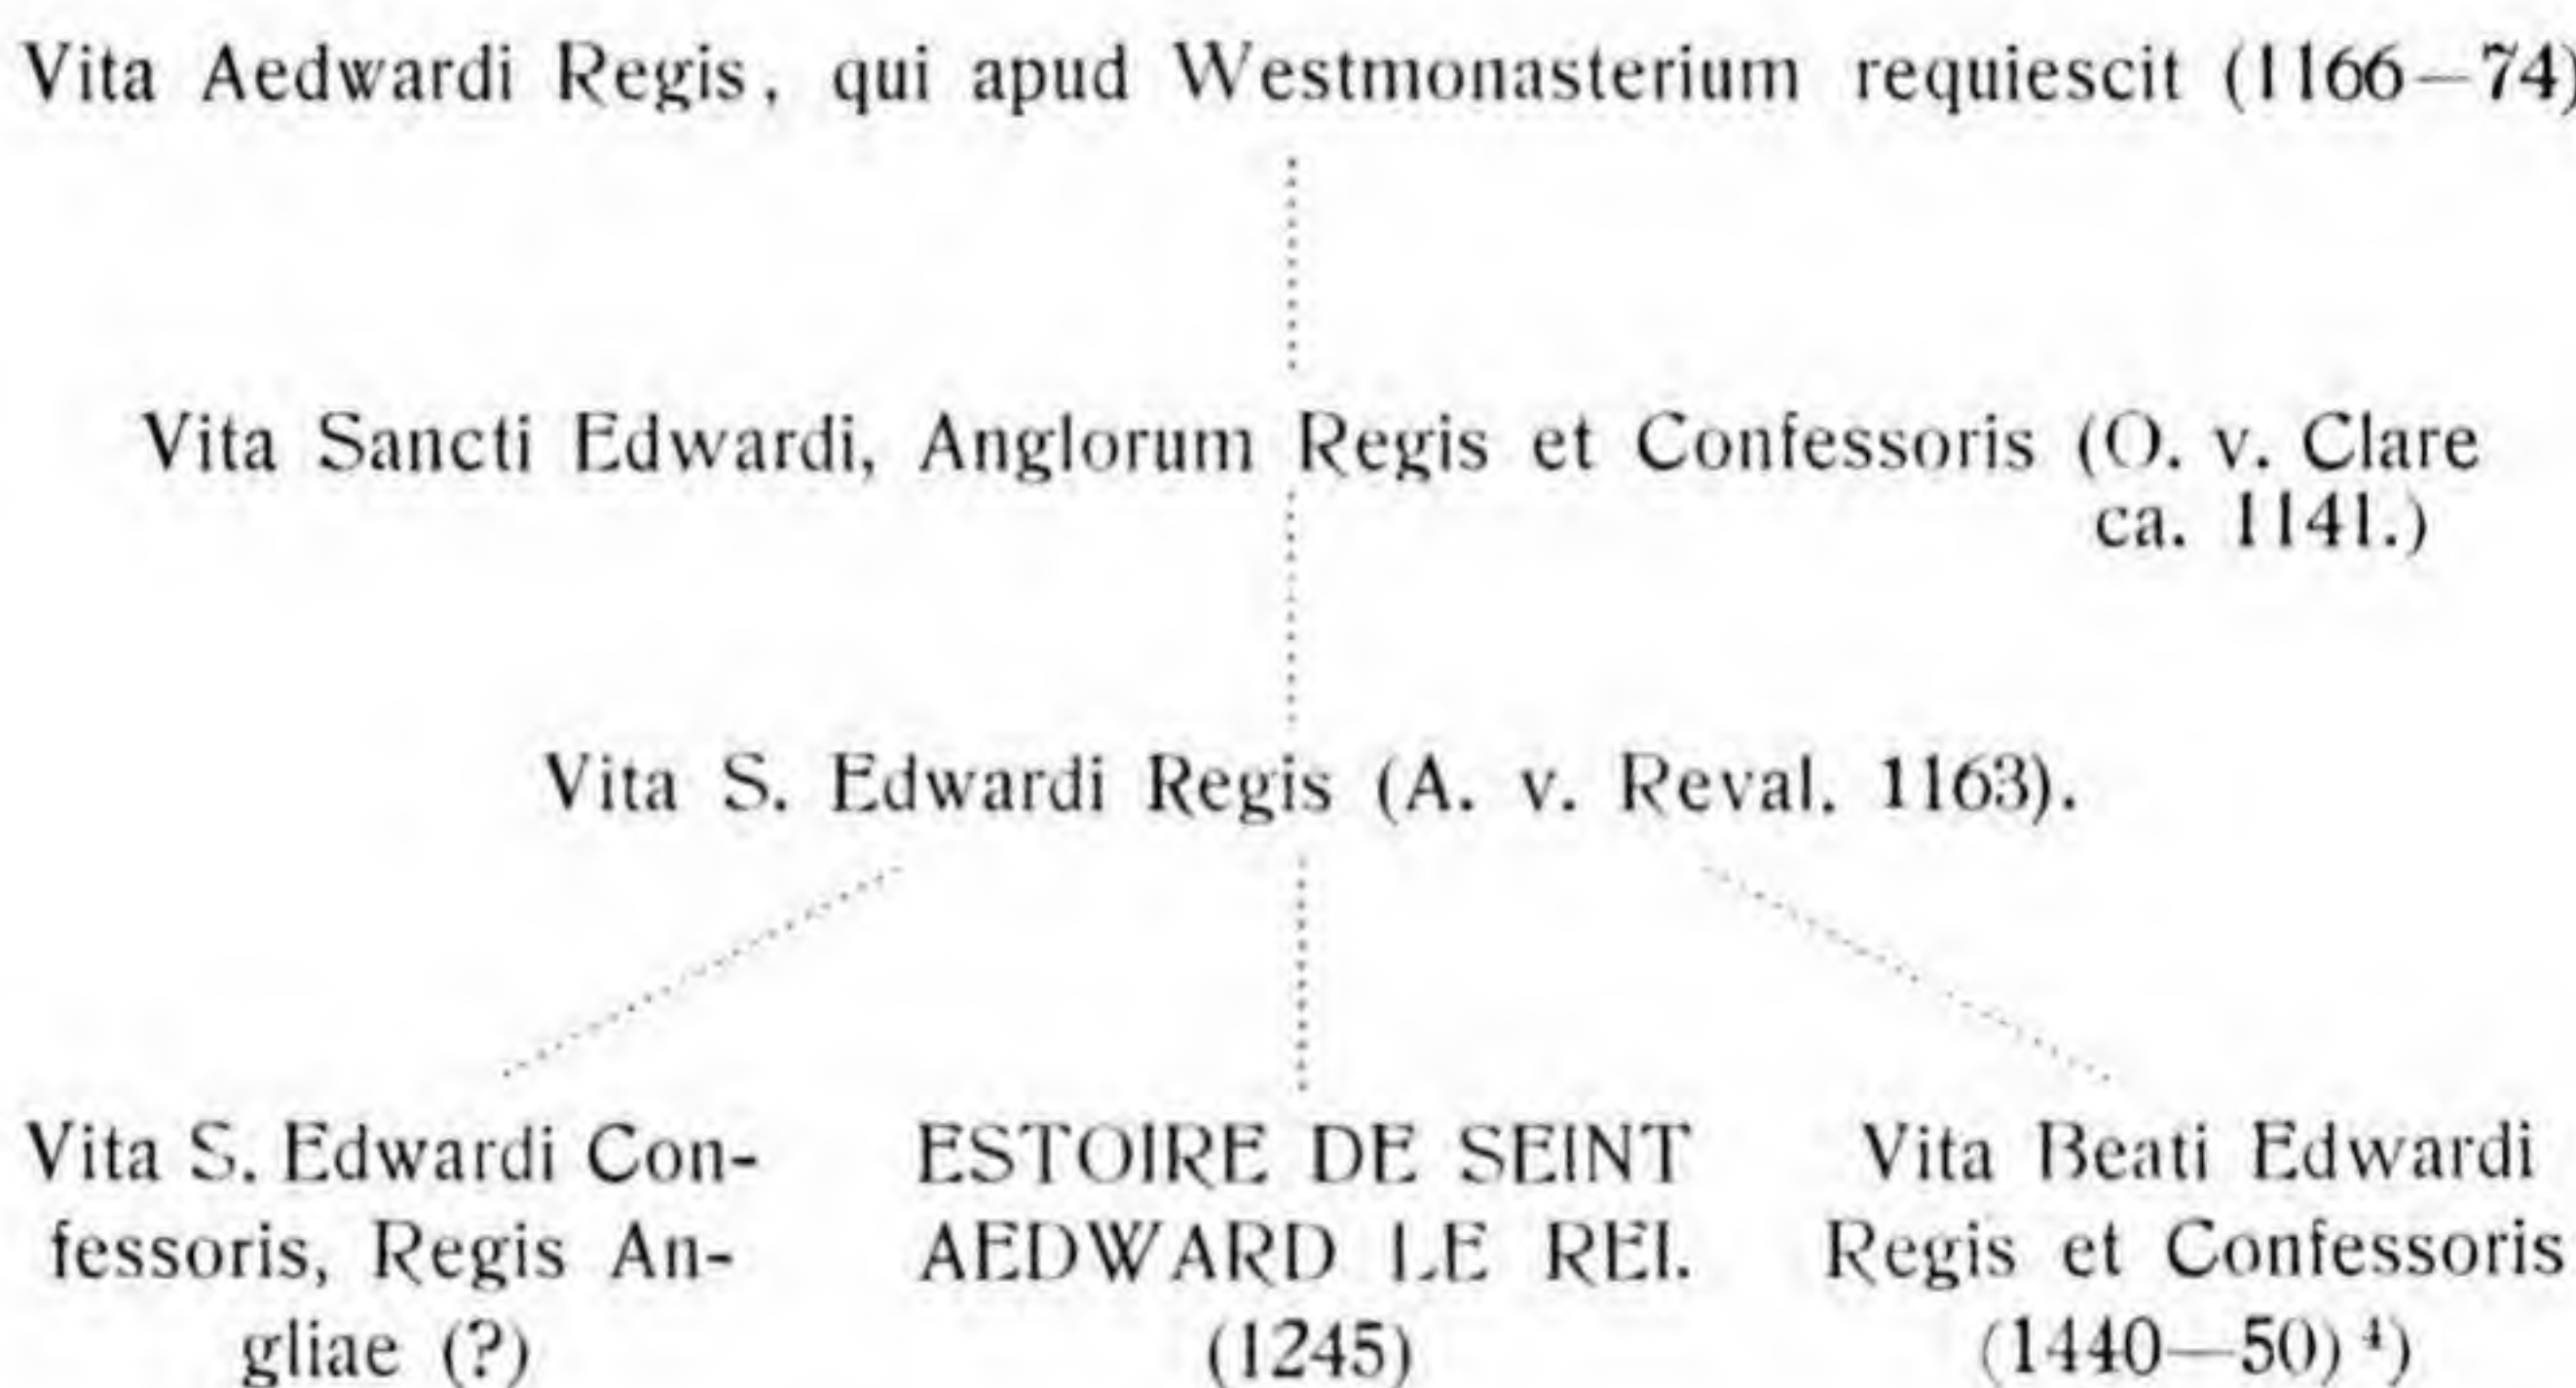 Vita Aedwardi Regis, qui apud Westmonasterium requiescit (1166—74)
Vita Sancti Edwardi, Anglorum Regis et Confessoris (O. v. Clare
ca. 1141.)
Vita S. Edwardi Regis (A. v. Reval. 1163).
Vita S. Edwardi Con-
fessoris, Regis An-
gliae (?)
ESTOIRE DE SEINT
AEDWARD LE REI.
(1245)
Vita Beati Edwardi
Regis et Confessoris
(1440—50) ⁴)